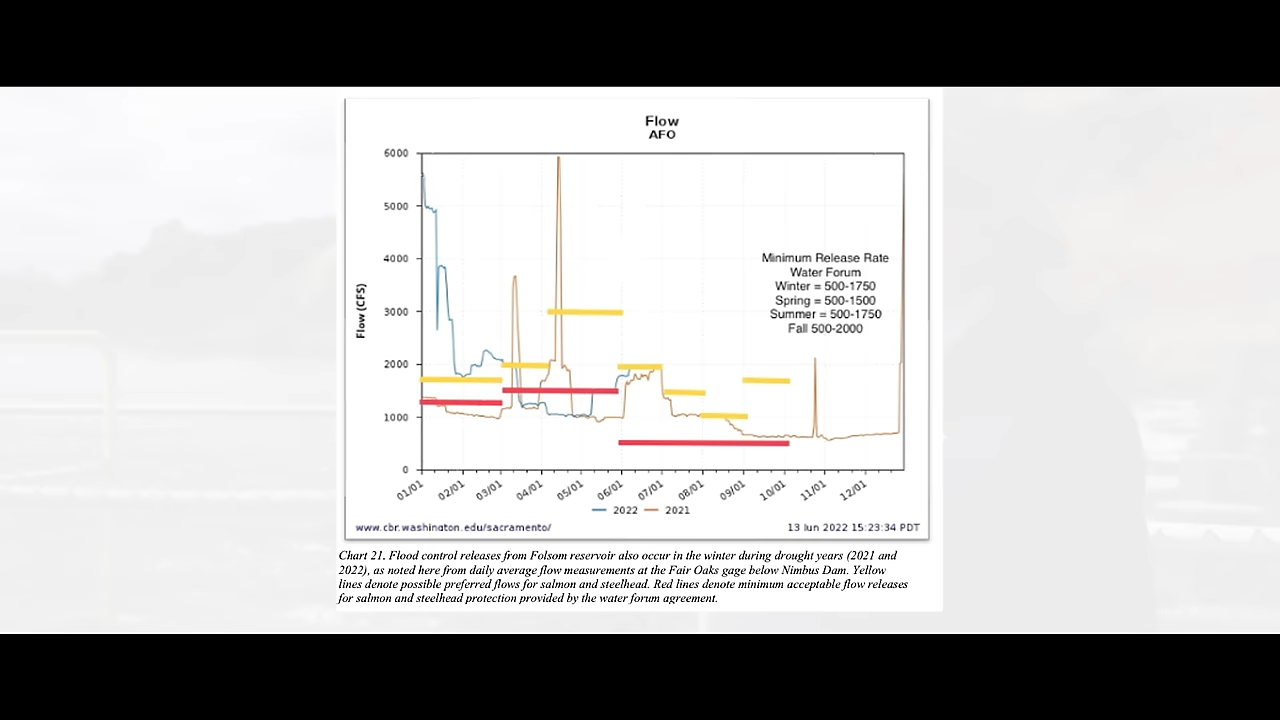 Flow
AFO
6000
5000
4000
3000
2000
1000
0
Flow (CFS)
Minimum Release Rate
Water Forum
Winter = 500-1750
Spring = 500-1500
Summer = 500-1750
Fall 500-2000
01/01 02/01 03/01 04/01 05/01 06/01 07/01 08/01 09/01 10/01 11/01 12/01
2022 2021
www.cbr.washington.edu/sacramento/ 13 Jun 2022 15:23:34 PDT
Chart 21. Flood control releases from Folsom reservoir also occur in the winter during drought years (2021 and
2022), as noted here from daily average flow measurements at the Fair Oaks gage below Nimbus Dam. Yellow
lines denote possible preferred flows for salmon and steelhead. Red lines denote minimum acceptable flow releases
for salmon and steelhead protection provided by the water forum agreement.